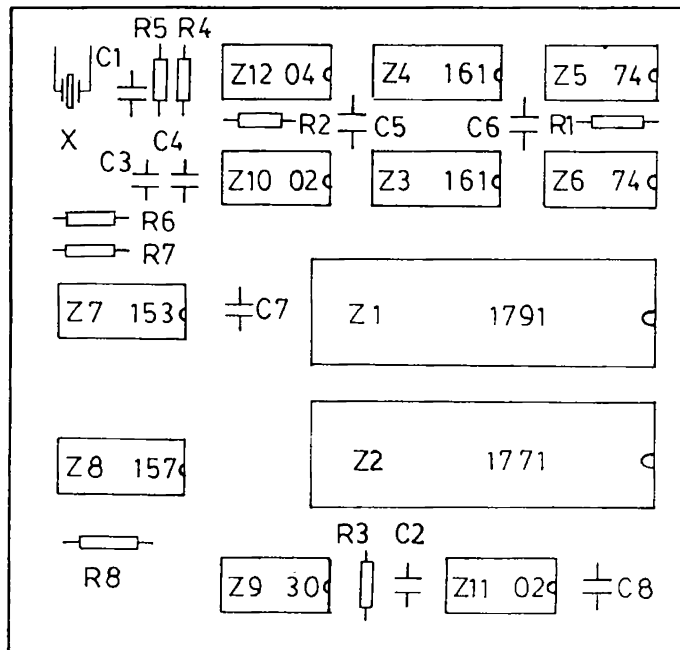 R5 R4
C1
Z12 04
Z4 161
Z5 74
X
R2
C5
C6
R1
C3
C4
Z10 02
Z3 161
Z6 74
R6
R7
Z7 153
C7
Z1 1791
Z8 157
Z2 1771
R8
R3
C2
Z9 30
Z11 02
C8